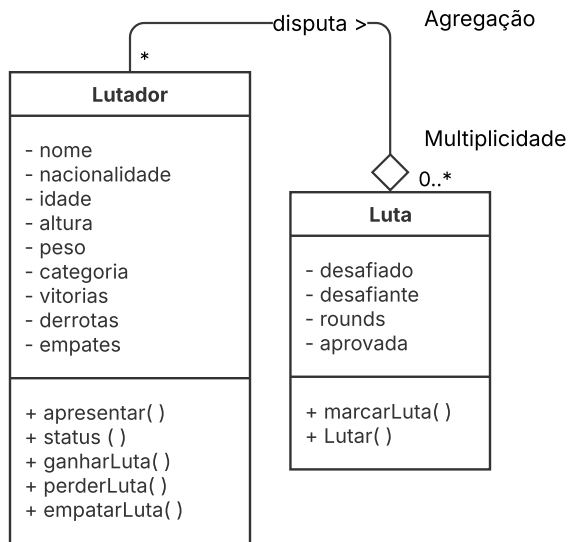 disputa >
Agregação
*
Lutador
- nome
- nacionalidade
- idade
- altura
- peso
- categoria
- vitorias
- derrotas
- empates
+ apresentar( )
+ status ( )
+ ganharLuta( )
+ perderLuta( )
+ empatarLuta( )
Multiplicidade
0..*
Luta
- desafiado
- desafiante
- rounds
- aprovada
+ marcarLuta( )
+ Lutar( )